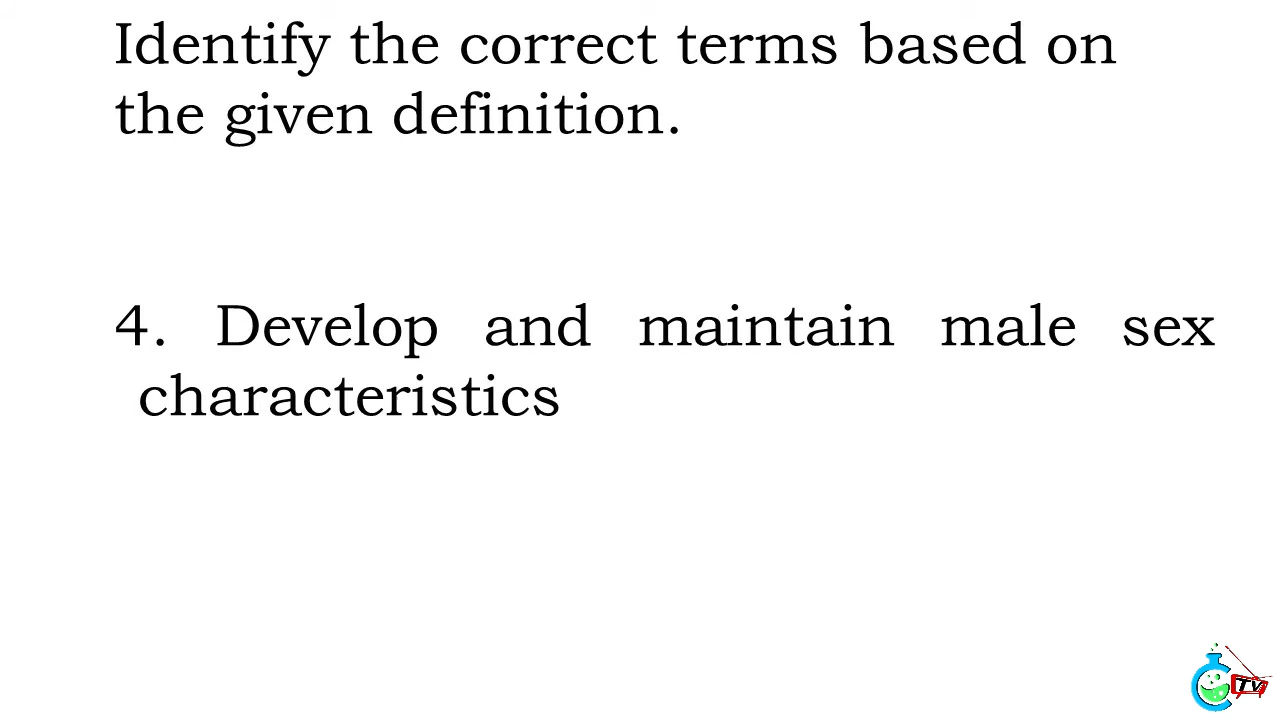 Identify the correct terms based on
the given definition.
4. Develop and maintain male sex
characteristics
TV